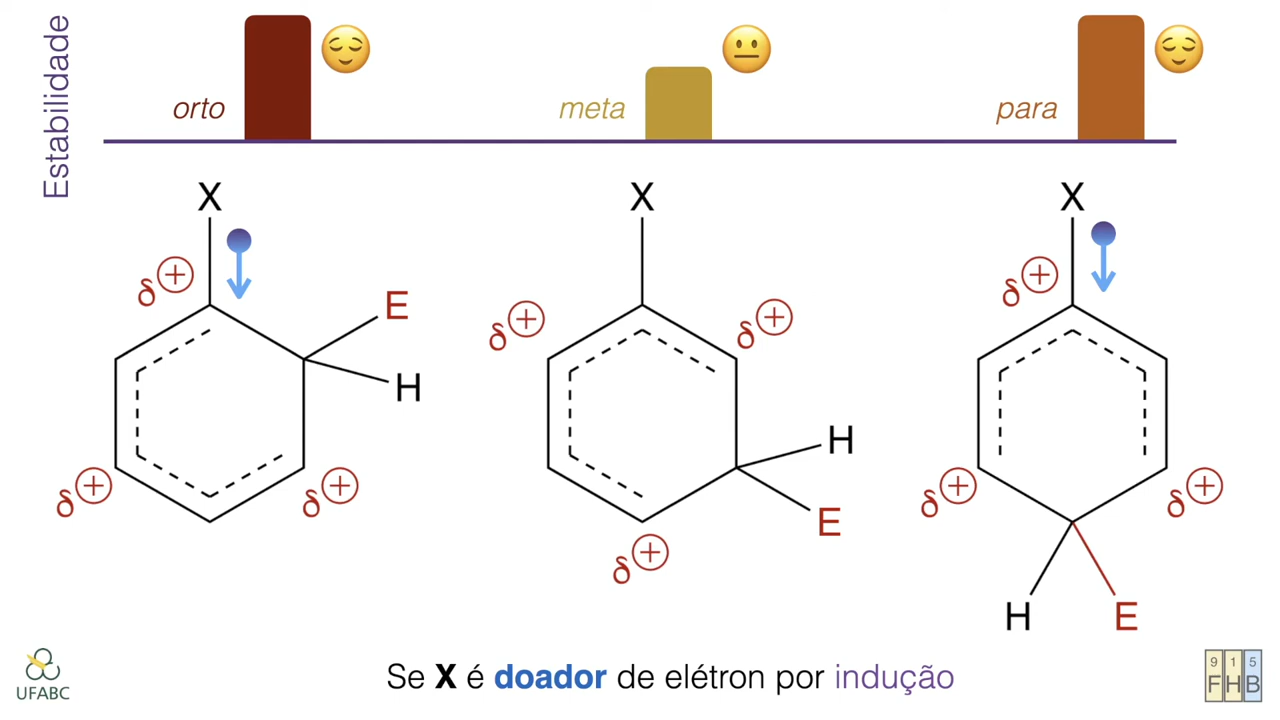 Estabilidade
orto
meta
para
X
X
X
δ+
E
H
δ+
δ+
δ+
δ+
H
E
δ+
δ+
δ+
δ+
H
E
Se X é doador de elétron por indução
UFABC
9 1 5
F H B